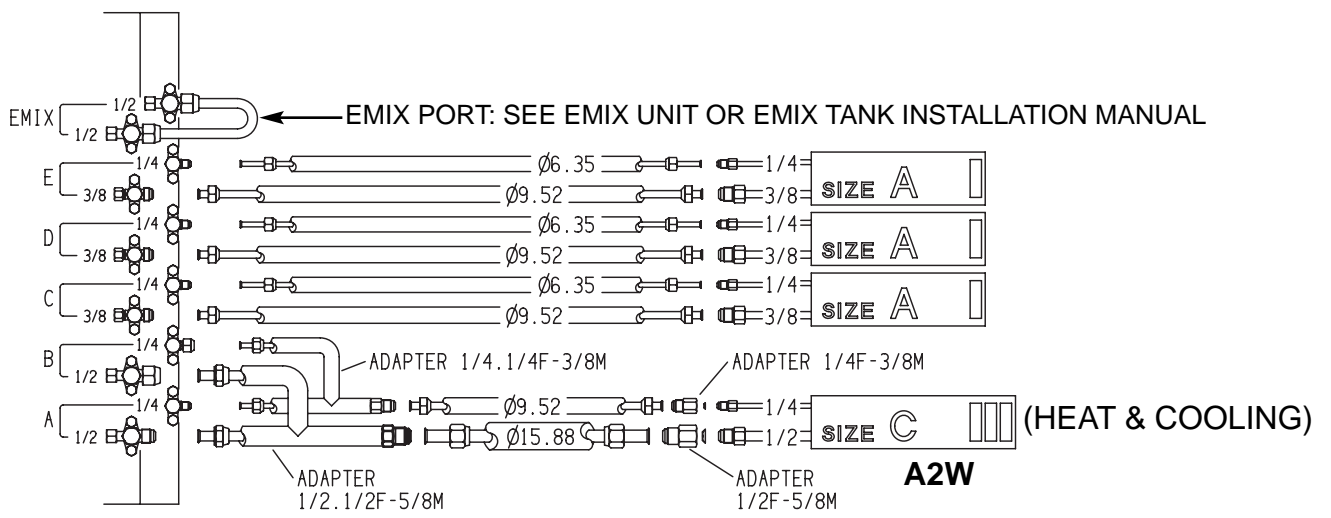 EMIX
1/2
1/2
EMIX PORT: SEE EMIX UNIT OR EMIX TANK INSTALLATION MANUAL
E
1/4
3/8
Ø6.35
Ø9.52
1/4
3/8
SIZE A
D
1/4
3/8
Ø6.35
Ø9.52
1/4
3/8
SIZE A
C
1/4
3/8
Ø6.35
Ø9.52
1/4
3/8
SIZE A
B
1/4
1/2
ADAPTER 1/4.1/4F-3/8M
ADAPTER 1/4F-3/8M
A
1/4
1/2
Ø9.52
Ø15.88
1/4
1/2
SIZE C
(HEAT & COOLING)
A2W
ADAPTER
1/2.1/2F-5/8M
ADAPTER
1/2F-5/8M